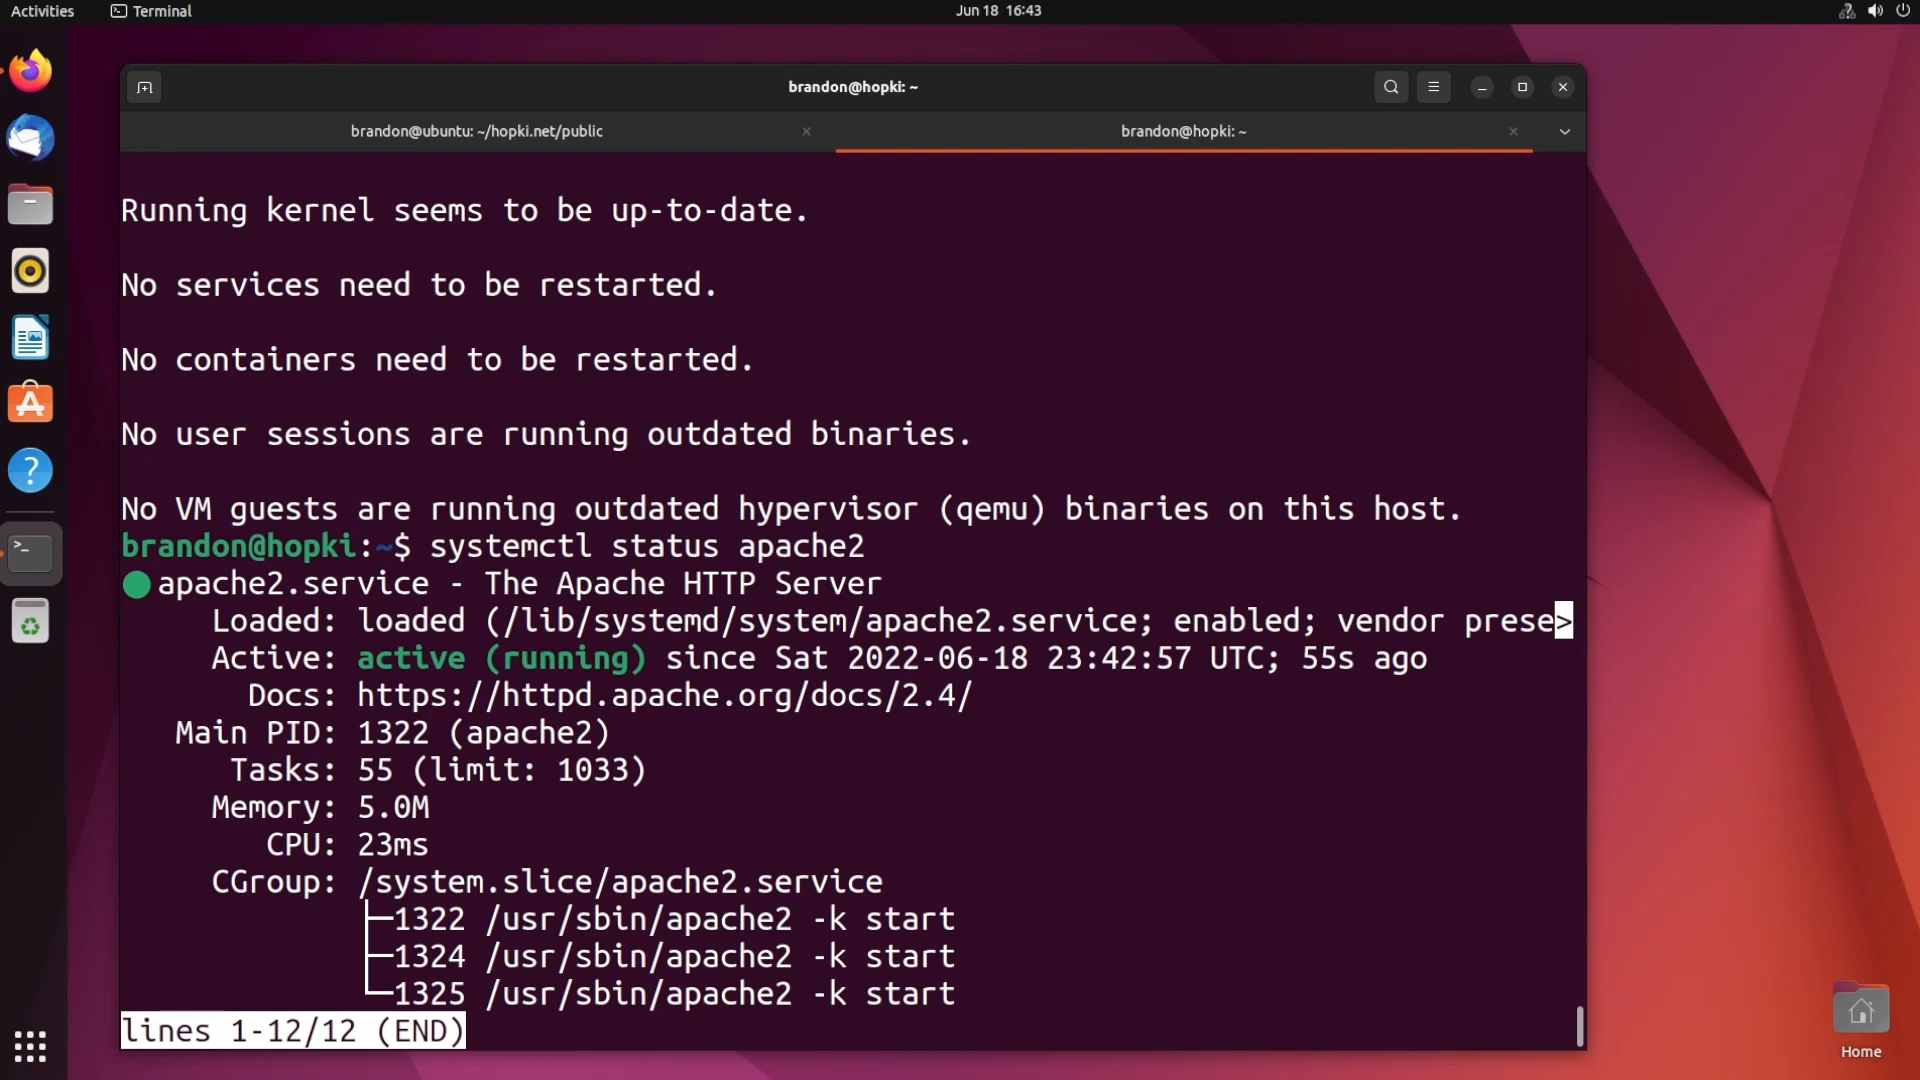 Activities
Terminal
Jun 18 16:43
brandon@hopki: ~
brandon@ubuntu: ~/hopki.net/public
brandon@hopki: ~
Running kernel seems to be up-to-date.
No services need to be restarted.
No containers need to be restarted.
No user sessions are running outdated binaries.
No VM guests are running outdated hypervisor (qemu) binaries on this host.
brandon@hopki:~$ systemctl status apache2
apache2.service - The Apache HTTP Server
Loaded: loaded (/lib/systemd/system/apache2.service; enabled; vendor prese>
Active: active (running) since Sat 2022-06-18 23:42:57 UTC; 55s ago
Docs: https://httpd.apache.org/docs/2.4/
Main PID: 1322 (apache2)
Tasks: 55 (limit: 1033)
Memory: 5.0M
CPU: 23ms
CGroup: /system.slice/apache2.service
├─1322 /usr/sbin/apache2 -k start
├─1324 /usr/sbin/apache2 -k start
└─1325 /usr/sbin/apache2 -k start
lines 1-12/12 (END)
Home